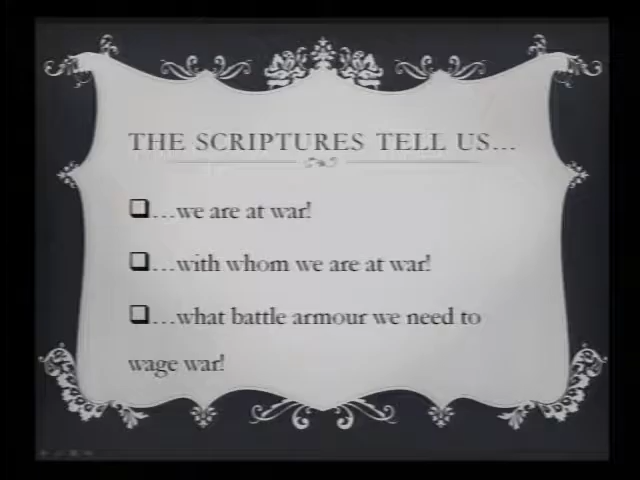 THE SCRIPTURES TELL US...
...we are at war!
...with whom we are at war!
...what battle armour we need to
wage war!